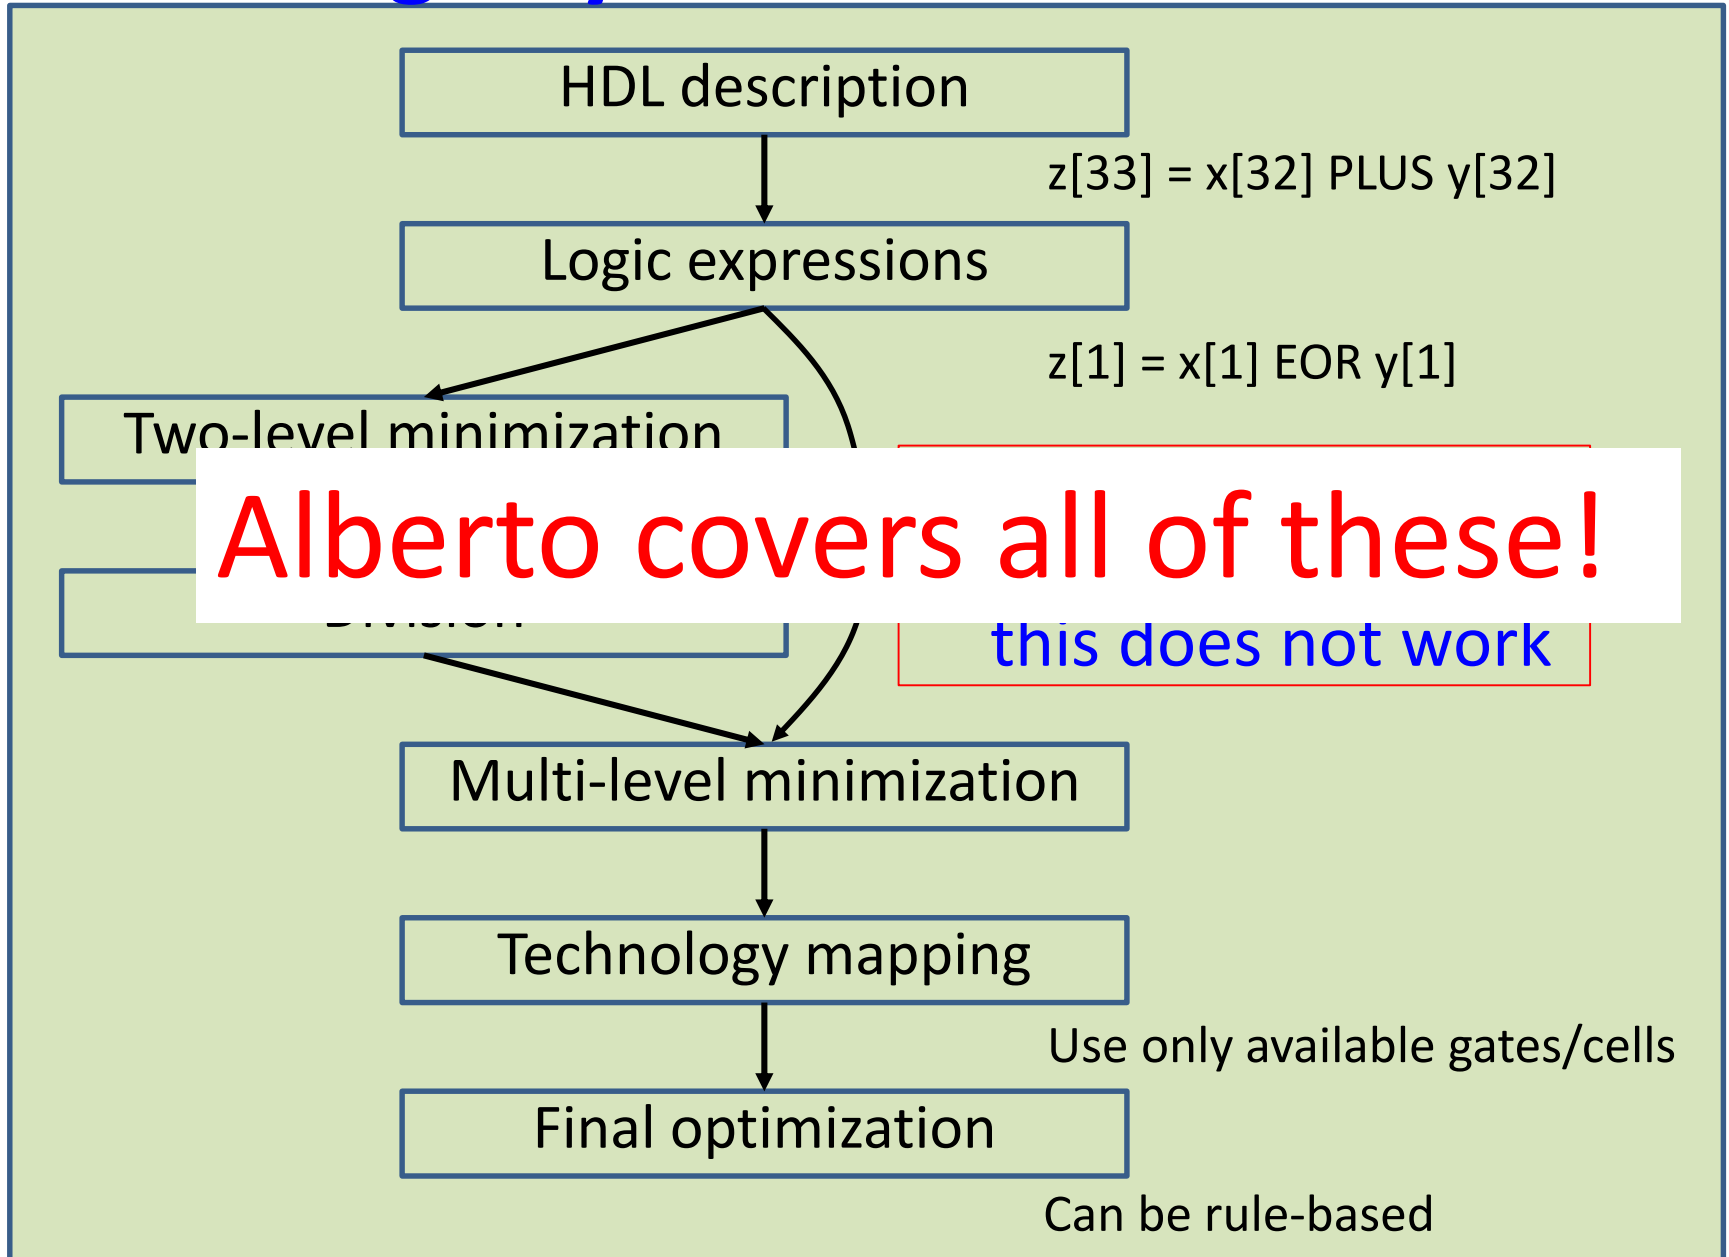 HDL description
z[33] = x[32] PLUS y[32]
Logic expressions
z[1] = x[1] EOR y[1]
Two-level minimization
Alberto covers all of these!
Division
this does not work
Multi-level minimization
Technology mapping
Use only available gates/cells
Final optimization
Can be rule-based